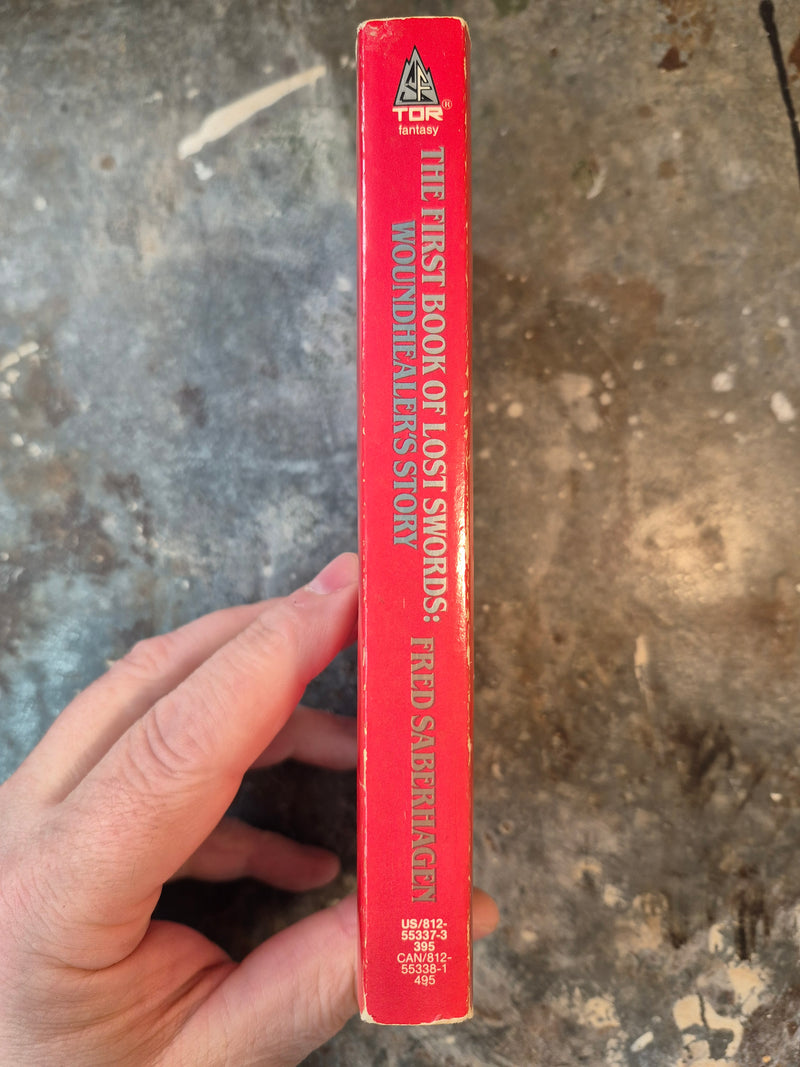 SF
TOR®
fantasy
THE FIRST BOOK OF LOST SWORDS:
WOUNDHEALER'S STORY
FRED SABERHAGEN
US/812-
55337-3
395
CAN/812-
55338-1
495